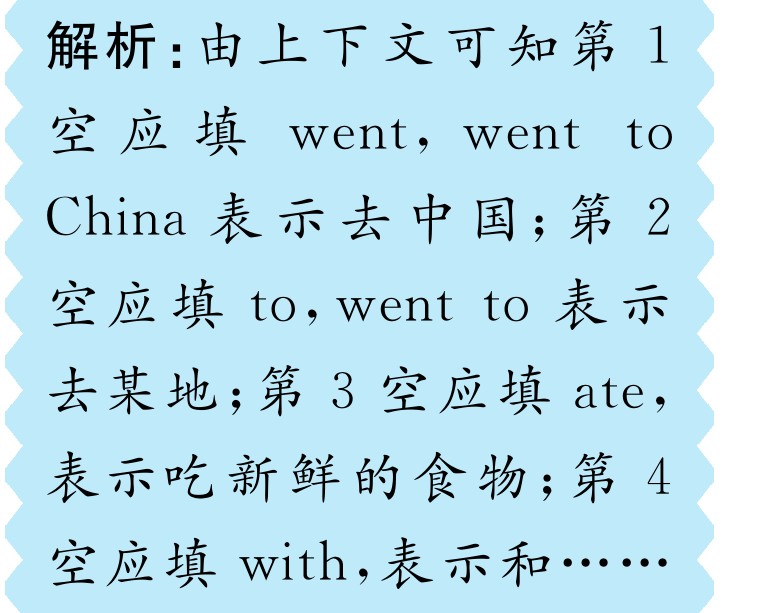 解析:由上下文可知第 1
空应填 went, went to
China 表示去中国;第 2
空应填 to,went to 表示
去某地;第 3 空应填 ate,
表示吃新鲜的食物;第 4
空应填 with,表示和……